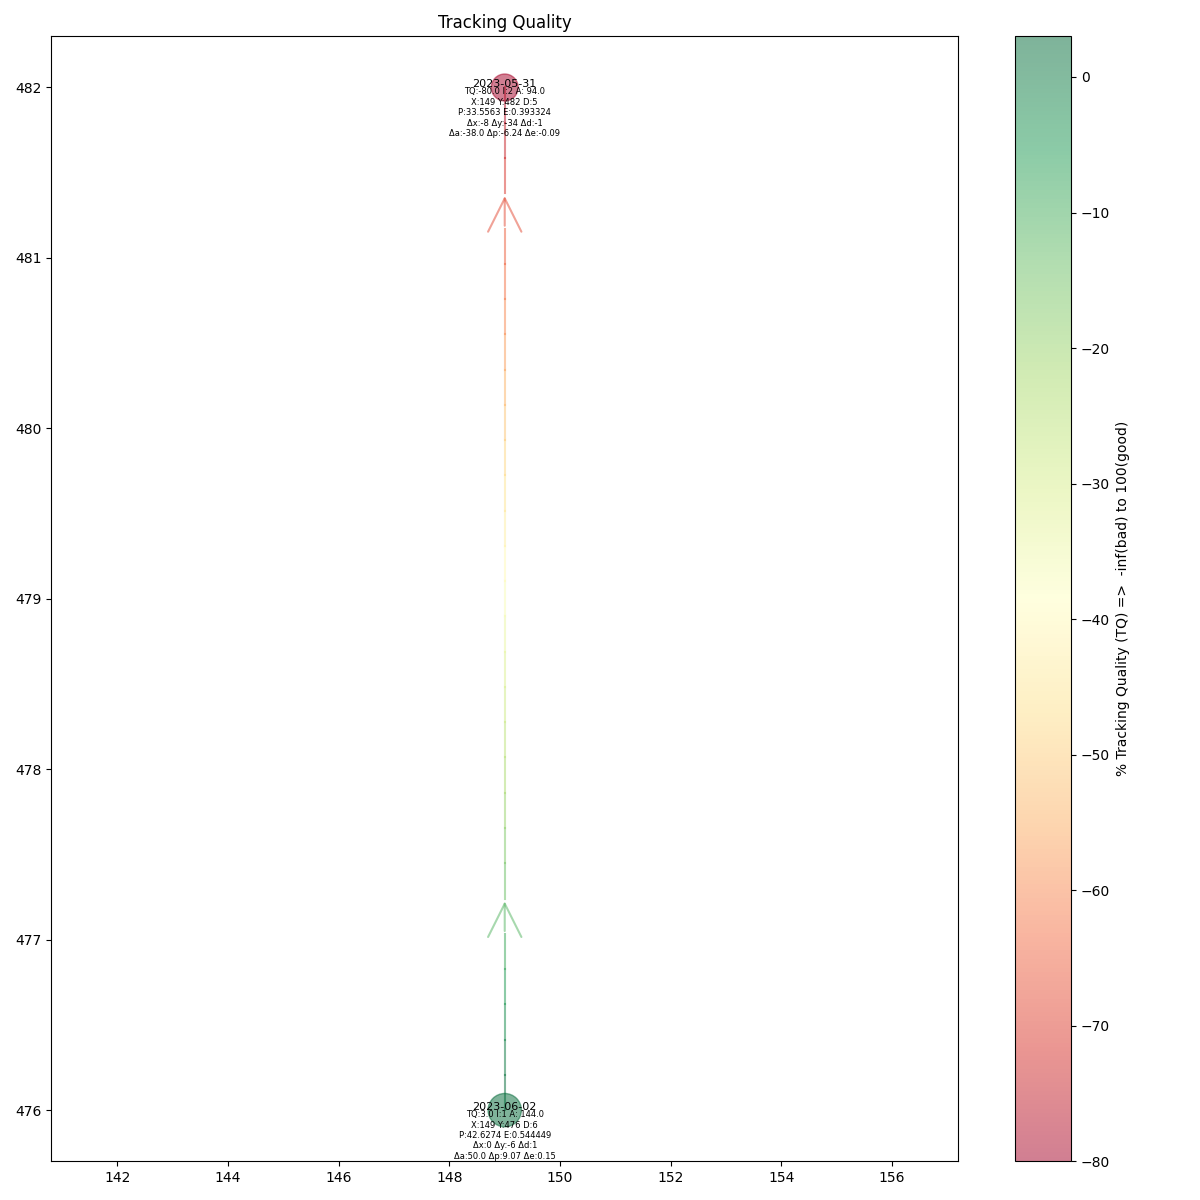 Tracking Quality
482
481
480
479
478
477
476
142
144
146
148
150
152
154
156
2023-05-31
TQ:-80.0 I:2 A: 94.0
X:149 Y:482 D:5
P:33.5563 E:0.393324
Δx:-8 Δy:-34 Δd:-1
Δa:-38.0 Δp:-6.24 Δe:-0.09
2023-06-02
TQ:3.0 I:1 A: 144.0
X:149 Y:476 D:6
P:42.6274 E:0.544449
Δx:0 Δy:-6 Δd:1
Δa:50.0 Δp:9.07 Δe:0.15
0
−10
−20
−30
−40
−50
−60
−70
−80
% Tracking Quality (TQ) => -inf(bad) to 100(good)